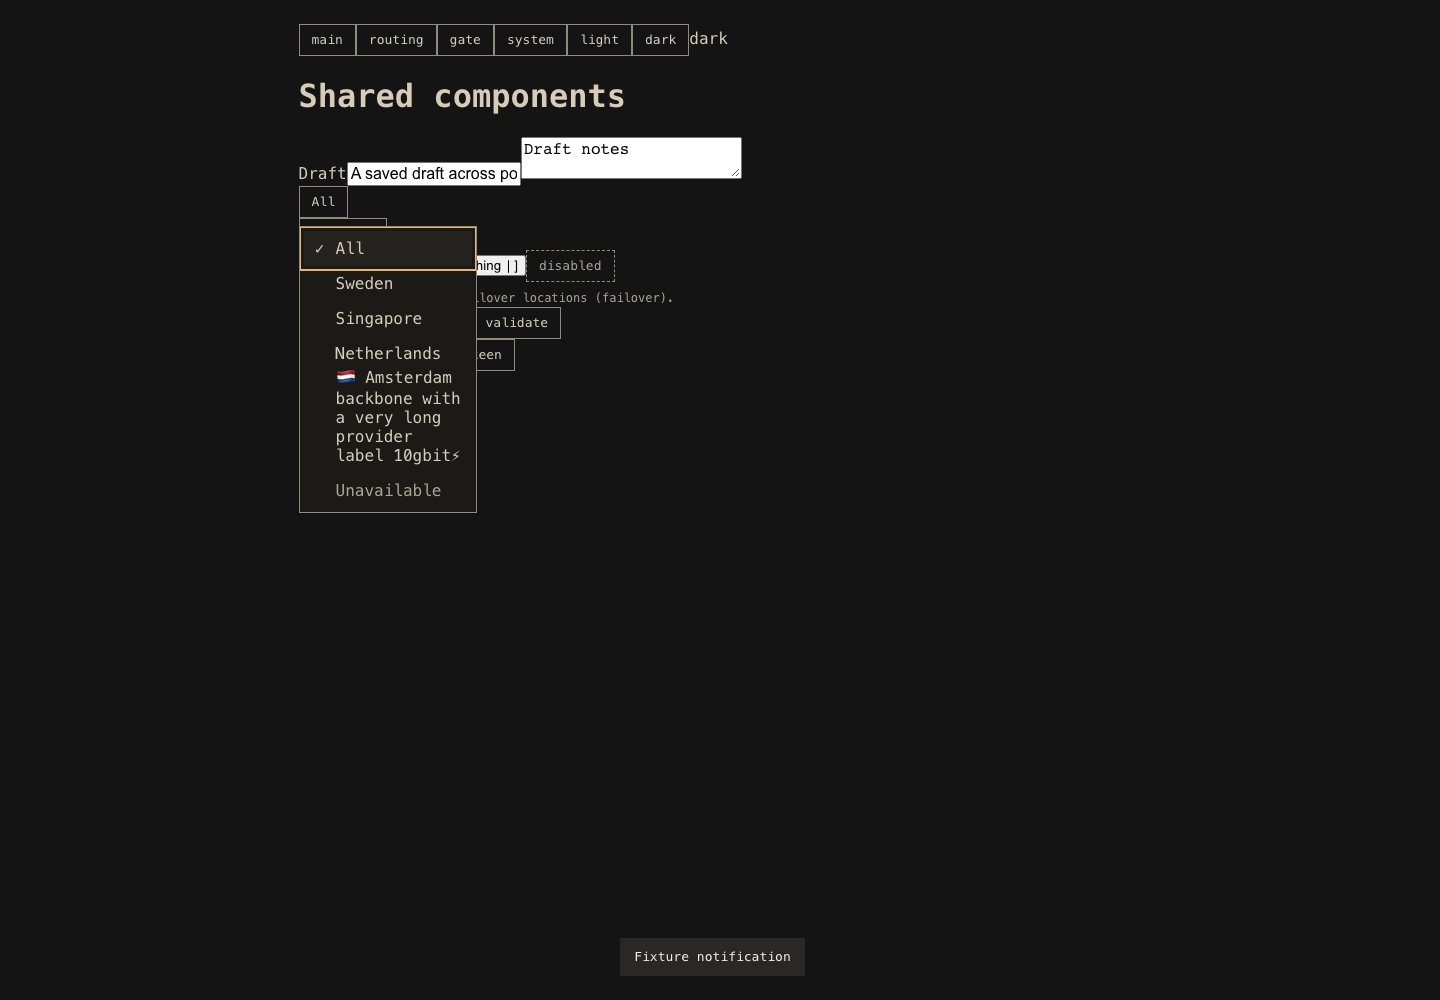 main routing gate system light dark dark
Shared components
Draft A saved draft across po Draft notes
All
✓ All
hing |] disabled
Sweden
lover locations (failover).
Singapore
validate
Netherlands
een
🇳🇱 Amsterdam
backbone with
a very long
provider
label 10gbit⚡
Unavailable
Fixture notification